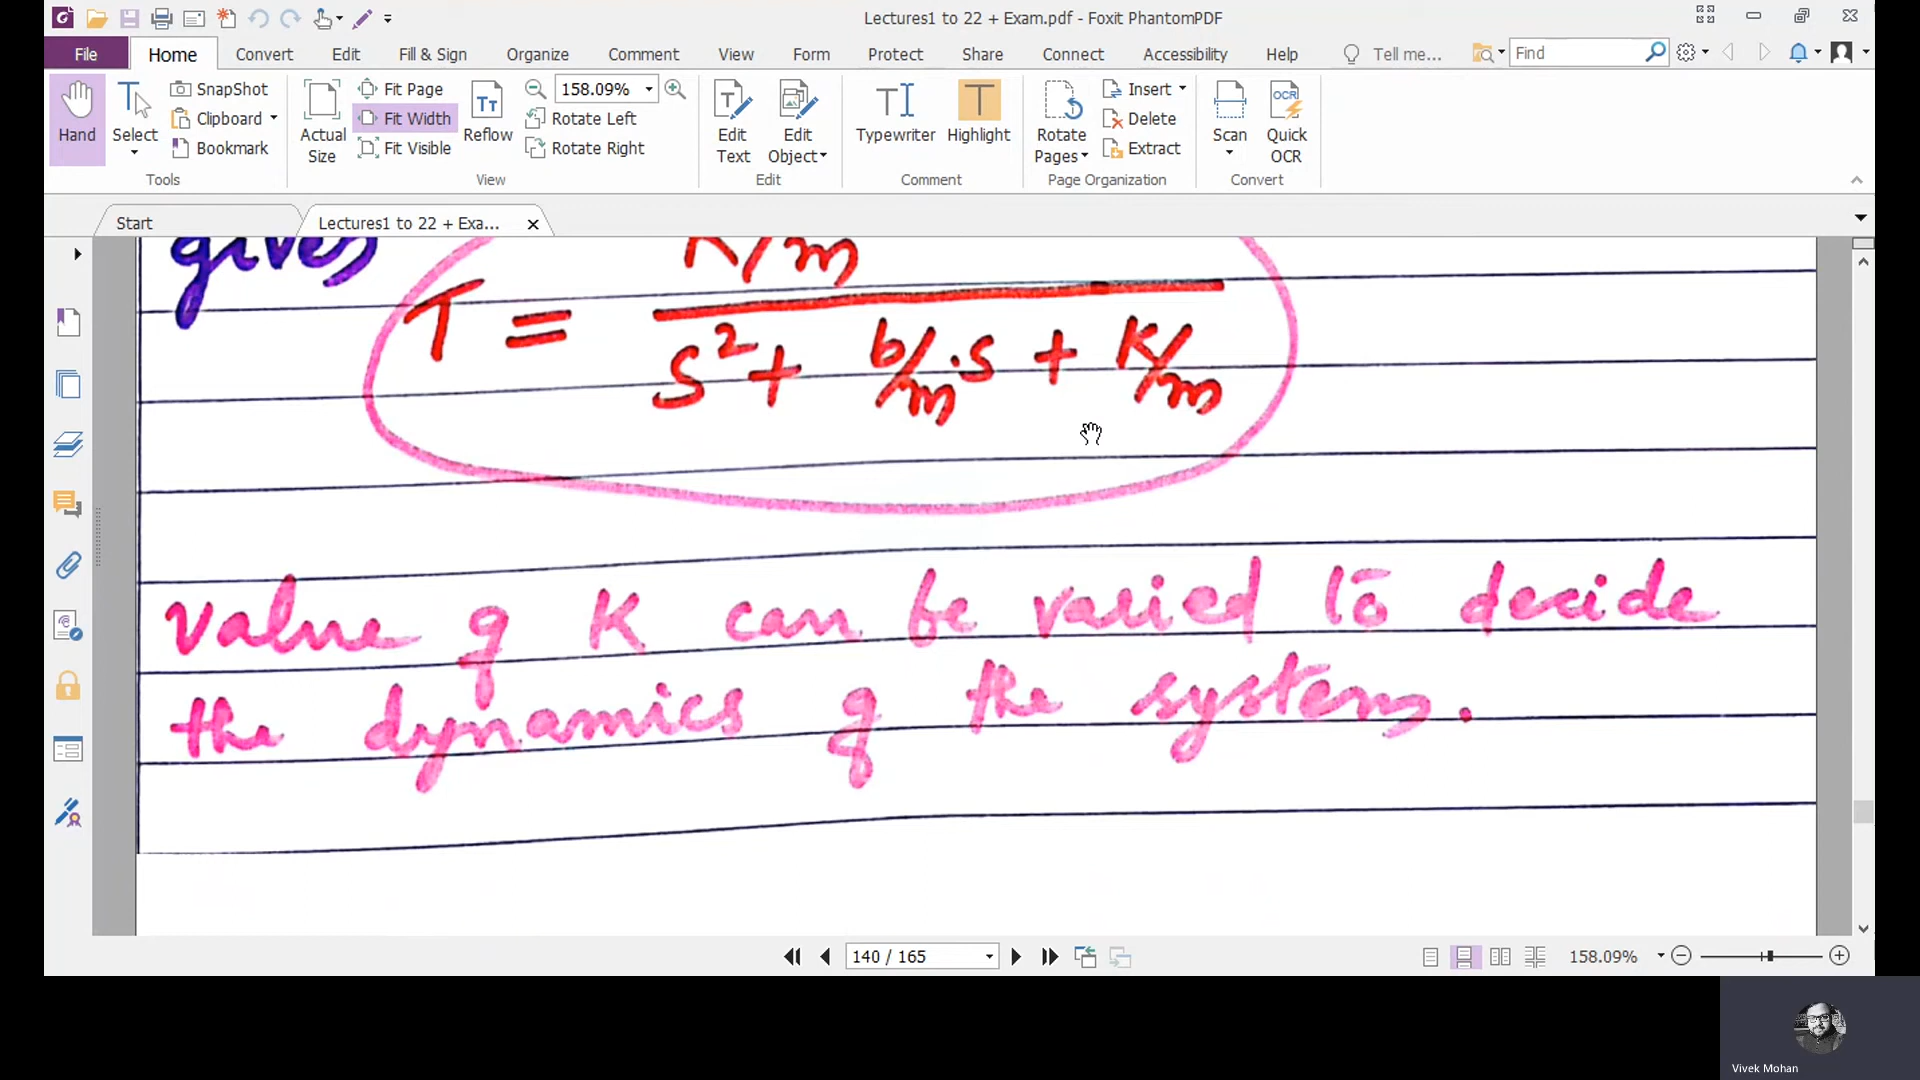 Lectures1 to 22 + Exam.pdf - Foxit PhantomPDF
File Home Convert Edit Fill & Sign Organize Comment View Form Protect Share Connect Accessibility Help Tell me... Find
Hand
Select
SnapShot
Clipboard
Bookmark
Tools
Actual Size
Fit Page
Fit Width
Fit Visible
Reflow
158.09%
Rotate Left
Rotate Right
View
Edit Text
Edit Object
Edit
Typewriter
Highlight
Comment
Rotate Pages
Insert
Delete
Extract
Page Organization
Scan
OCR
Quick OCR
Convert
Start
Lectures1 to 22 + Exa...
gives
K/m
T =
S² + b/m·s + K/m
value of K can be varied to decide
the dynamics of the system.
140 / 165
158.09%
Vivek Mohan